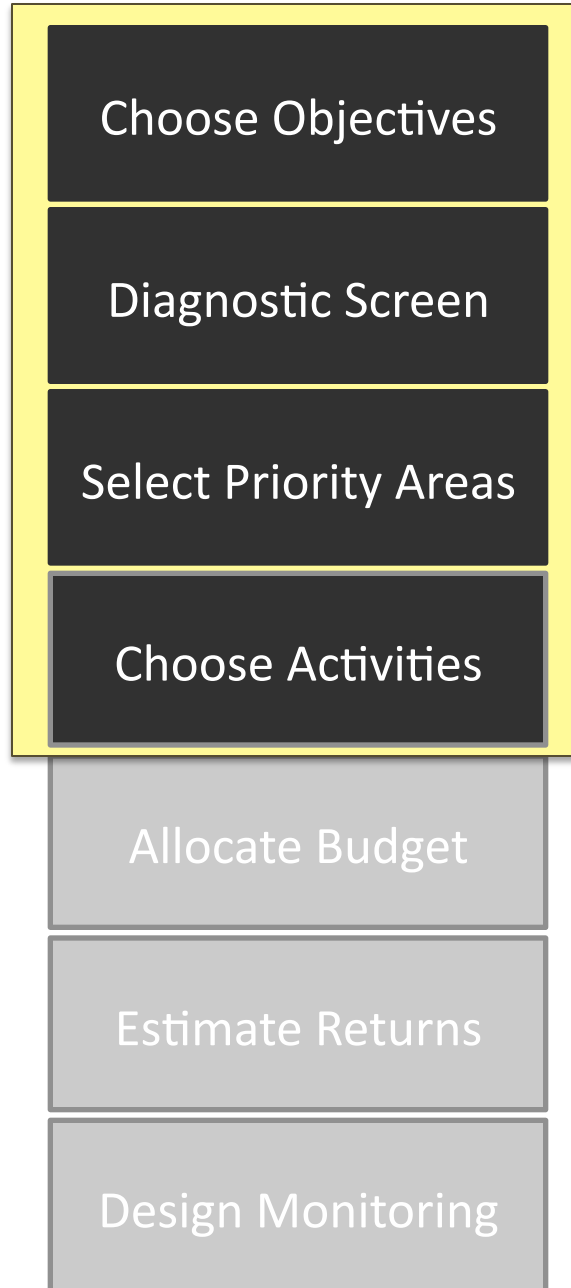 Choose Objectives
Diagnostic Screen
Select Priority Areas
Choose Activities
Allocate Budget
Estimate Returns
Design Monitoring